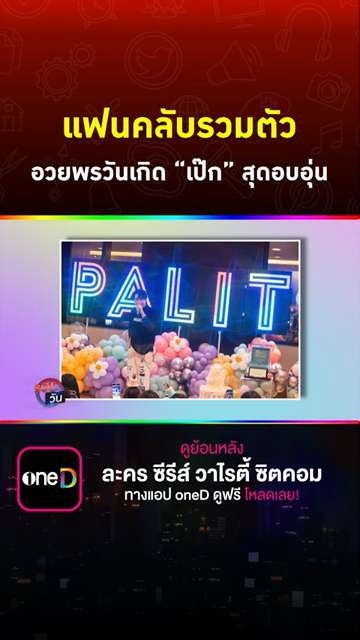 แฟนคลับรวมตัว
อวยพรวันเกิด “เป๊ก” สุดอบอุ่น
PALIT
วัน
ดูย้อนหลัง
oneD
ละคร ซีรีส์ วาไรตี้ ซิตคอม
ทางแอป oneD ดูฟรี โหลดเลย!